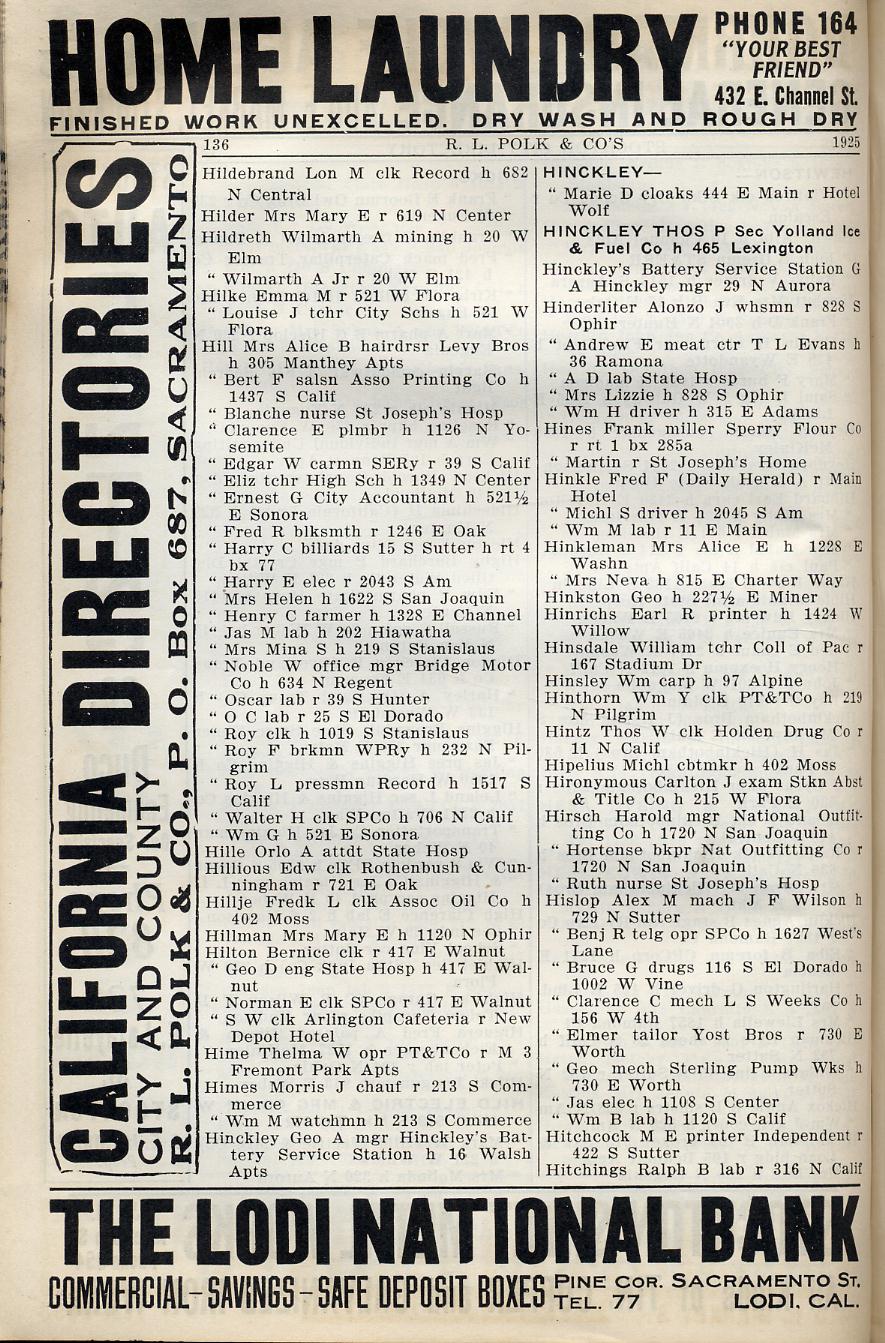 HOME LAUNDRY
PHONE 164
"YOUR BEST
FRIEND"
432 E. Channel St.
FINISHED WORK UNEXCELLED. DRY WASH AND ROUGH DRY
CALIFORNIA DIRECTORIES
CITY AND COUNTY
R. L. POLK & CO., P. O. Box 687, SACRAMENTO
136 R. L. POLK & CO'S 1925
Hildebrand Lon M clk Record h 682
N Central
Hilder Mrs Mary E r 619 N Center
Hildreth Wilmarth A mining h 20 W
Elm
" Wilmarth A Jr r 20 W Elm
Hilke Emma M r 521 W Flora
" Louise J tchr City Schs h 521 W
Flora
Hill Mrs Alice B hairdrsr Levy Bros
h 305 Manthey Apts
" Bert F salsn Asso Printing Co h
1437 S Calif
" Blanche nurse St Joseph's Hosp
" Clarence E plmbr h 1126 N Yo-
semite
" Edgar W carmn SERy r 39 S Calif
" Eliz tchr High Sch h 1349 N Center
" Ernest G City Accountant h 521½
E Sonora
" Fred R blksmth r 1246 E Oak
" Harry C billiards 15 S Sutter h rt 4
bx 77
" Harry E elec r 2043 S Am
" Mrs Helen h 1622 S San Joaquin
" Henry C farmer h 1328 E Channel
" Jas M lab h 202 Hiawatha
" Mrs Mina S h 219 S Stanislaus
" Noble W office mgr Bridge Motor
Co h 634 N Regent
" Oscar lab r 39 S Hunter
" O C lab r 25 S El Dorado
" Roy clk h 1019 S Stanislaus
" Roy F brkmn WPRy h 232 N Pil-
grim
" Roy L pressmn Record h 1517 S
Calif
" Walter H clk SPCo h 706 N Calif
" Wm G h 521 E Sonora
Hille Orlo A attdt State Hosp
Hillious Edw clk Rothenbush & Cun-
ningham r 721 E Oak
Hillje Fredk L clk Assoc Oil Co h
402 Moss
Hillman Mrs Mary E h 1120 N Ophir
Hilton Bernice clk r 417 E Walnut
" Geo D eng State Hosp h 417 E Wal-
nut
" Norman E clk SPCo r 417 E Walnut
" S W clk Arlington Cafeteria r New
Depot Hotel
Hime Thelma W opr PT&TCo r M 3
Fremont Park Apts
Himes Morris J chauf r 213 S Com-
merce
" Wm M watchmn h 213 S Commerce
Hinckley Geo A mgr Hinckley's Bat-
tery Service Station h 16 Walsh
Apts
HINCKLEY—
" Marie D cloaks 444 E Main r Hotel
Wolf
HINCKLEY THOS P Sec Yolland Ice
& Fuel Co h 465 Lexington
Hinckley's Battery Service Station G
A Hinckley mgr 29 N Aurora
Hinderliter Alonzo J whsmn r 828 S
Ophir
" Andrew E meat ctr T L Evans h
36 Ramona
" A D lab State Hosp
" Mrs Lizzie h 828 S Ophir
" Wm H driver h 315 E Adams
Hines Frank miller Sperry Flour Co
r rt 1 bx 285a
" Martin r St Joseph's Home
Hinkle Fred F (Daily Herald) r Main
Hotel
" Michl S driver h 2045 S Am
" Wm M lab r 11 E Main
Hinkleman Mrs Alice E h 1228 E
Washn
" Mrs Neva h 815 E Charter Way
Hinkston Geo h 227½ E Miner
Hinrichs Earl R printer h 1424 W
Willow
Hinsdale William tchr Coll of Pac r
167 Stadium Dr
Hinsley Wm carp h 97 Alpine
Hinthorn Wm Y clk PT&TCo h 219
N Pilgrim
Hintz Thos W clk Holden Drug Co r
11 N Calif
Hipelius Michl cbtmkr h 402 Moss
Hironymous Carlton J exam Stkn Abst
& Title Co h 215 W Flora
Hirsch Harold mgr National Outfit-
ting Co h 1720 N San Joaquin
" Hortense bkpr Nat Outfitting Co r
1720 N San Joaquin
" Ruth nurse St Joseph's Hosp
Hislop Alex M mach J F Wilson h
729 N Sutter
" Benj R telg opr SPCo h 1627 West's
Lane
" Bruce G drugs 116 S El Dorado h
1002 W Vine
" Clarence C mech L S Weeks Co h
156 W 4th
" Elmer tailor Yost Bros r 730 E
Worth
" Geo mech Sterling Pump Wks h
730 E Worth
" Jas elec h 1108 S Center
" Wm B lab h 1120 S Calif
Hitchcock M E printer Independent r
422 S Sutter
Hitchings Ralph B lab r 316 N Calif
THE LODI NATIONAL BANK
COMMERCIAL-SAVINGS-SAFE DEPOSIT BOXES
PINE COR. SACRAMENTO ST.
TEL. 77 LODI, CAL.